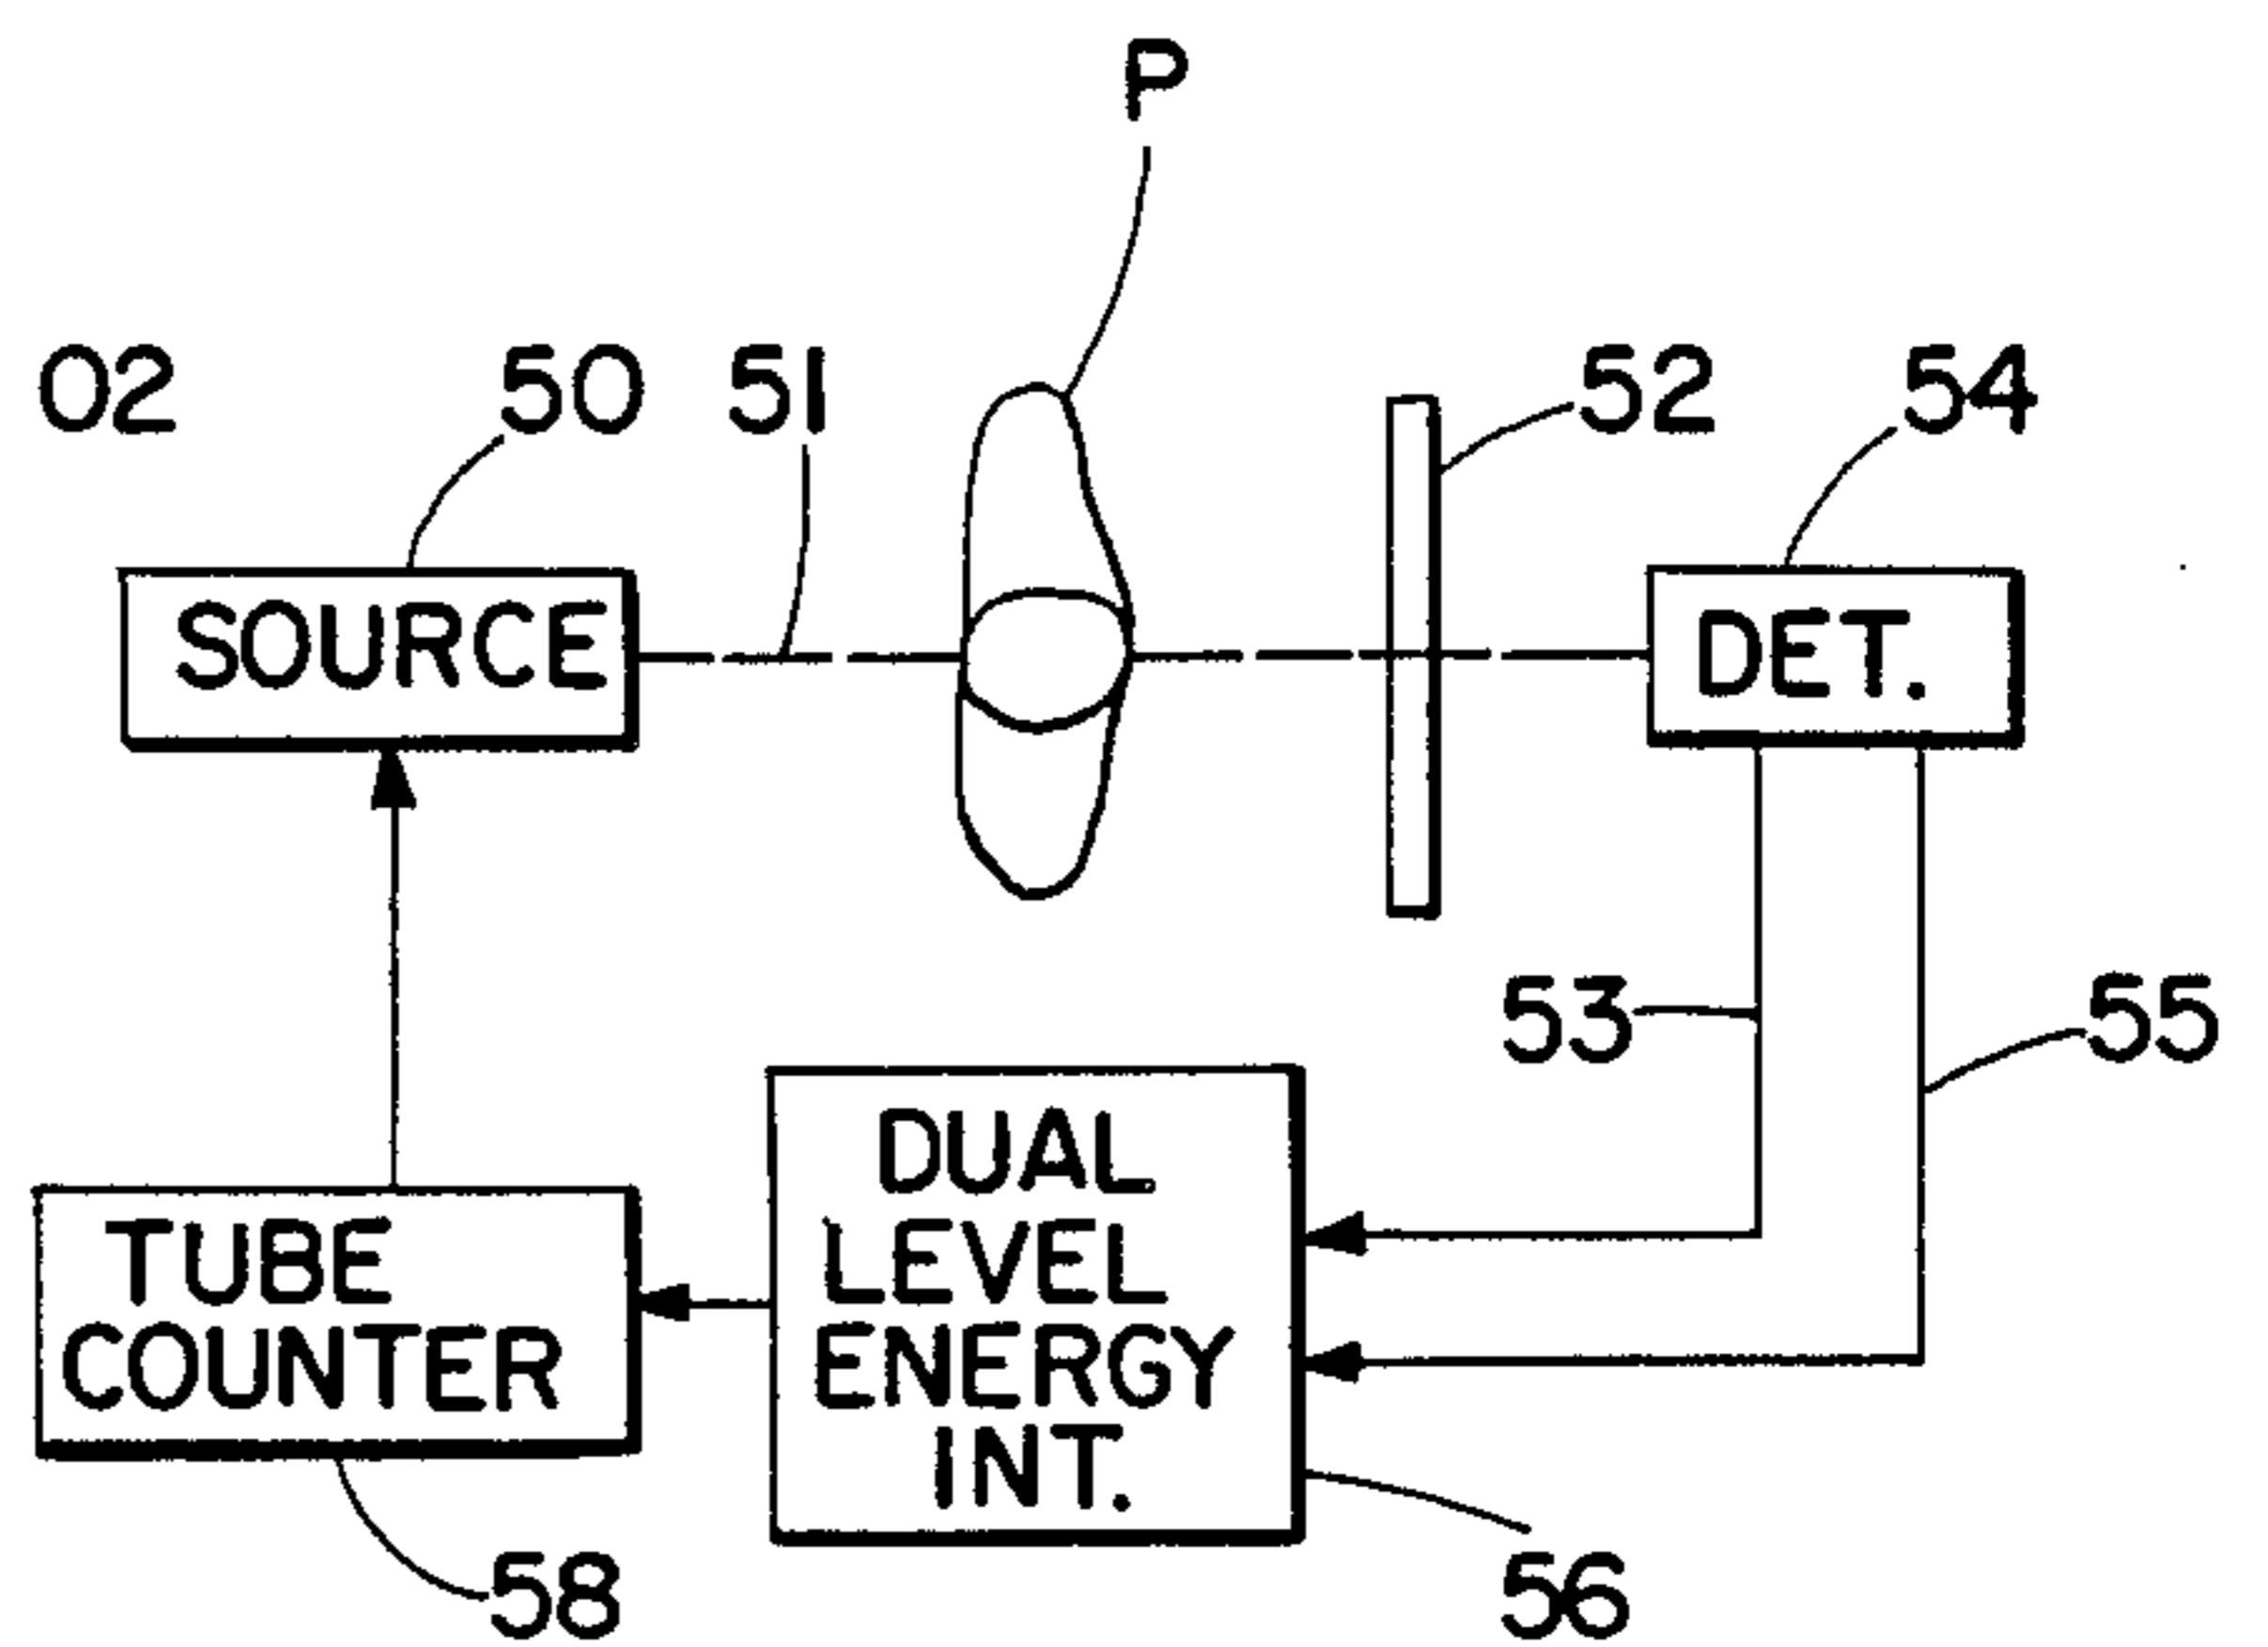 P
02
50
51
52
54
SOURCE
DET.
53
55
DUAL
LEVEL
ENERGY
INT.
TUBE
COUNTER
58
56